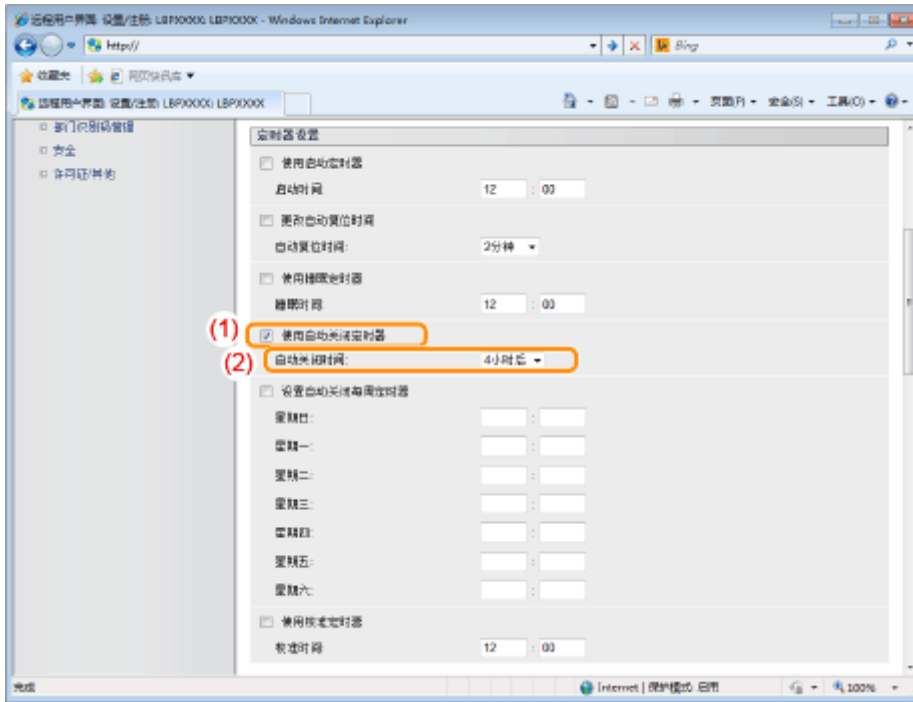 远程用户界面: 设置/注册: LBPXXXX: LBPXXXX - Windows Internet Explorer
http://
Bing
收藏夹 网页快讯库
远程用户界面: 设置/注册: LBPXXXX: LBPXXXX
页面(P) 安全(S) 工具(O)
部门识别码管理
安全
许可证/其他
定时器设置
使用启动定时器
启动时间: 12 : 00
更改自动复位时间
自动复位时间: 2分钟
使用睡眠定时器
睡眠时间: 12 : 00
(1) 使用自动关闭定时器
(2) 自动关闭时间: 4小时后
设置自动关闭每周定时器
星期日: :
星期一: :
星期二: :
星期三: :
星期四: :
星期五: :
星期六: :
使用校准定时器
校准时间: 12 : 00
完成 Internet | 保护模式: 启用 100%